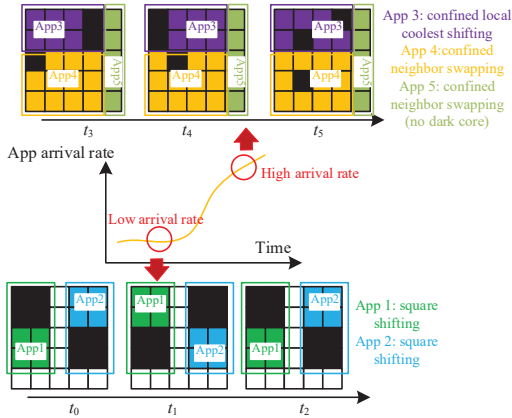 App3
App4
App5
App3
App4
App5
App3
App4
App5
App 3: confined local
coolest shifting
App 4:confined
neighbor swapping
App 5: confined
neighbor swapping
(no dark core)
t3
t4
t5
App arrival rate
High arrival rate
Low arrival rate
Time
App1
App2
App1
App2
App1
App2
App 1: square
shifting
App 2: square
shifting
t0
t1
t2